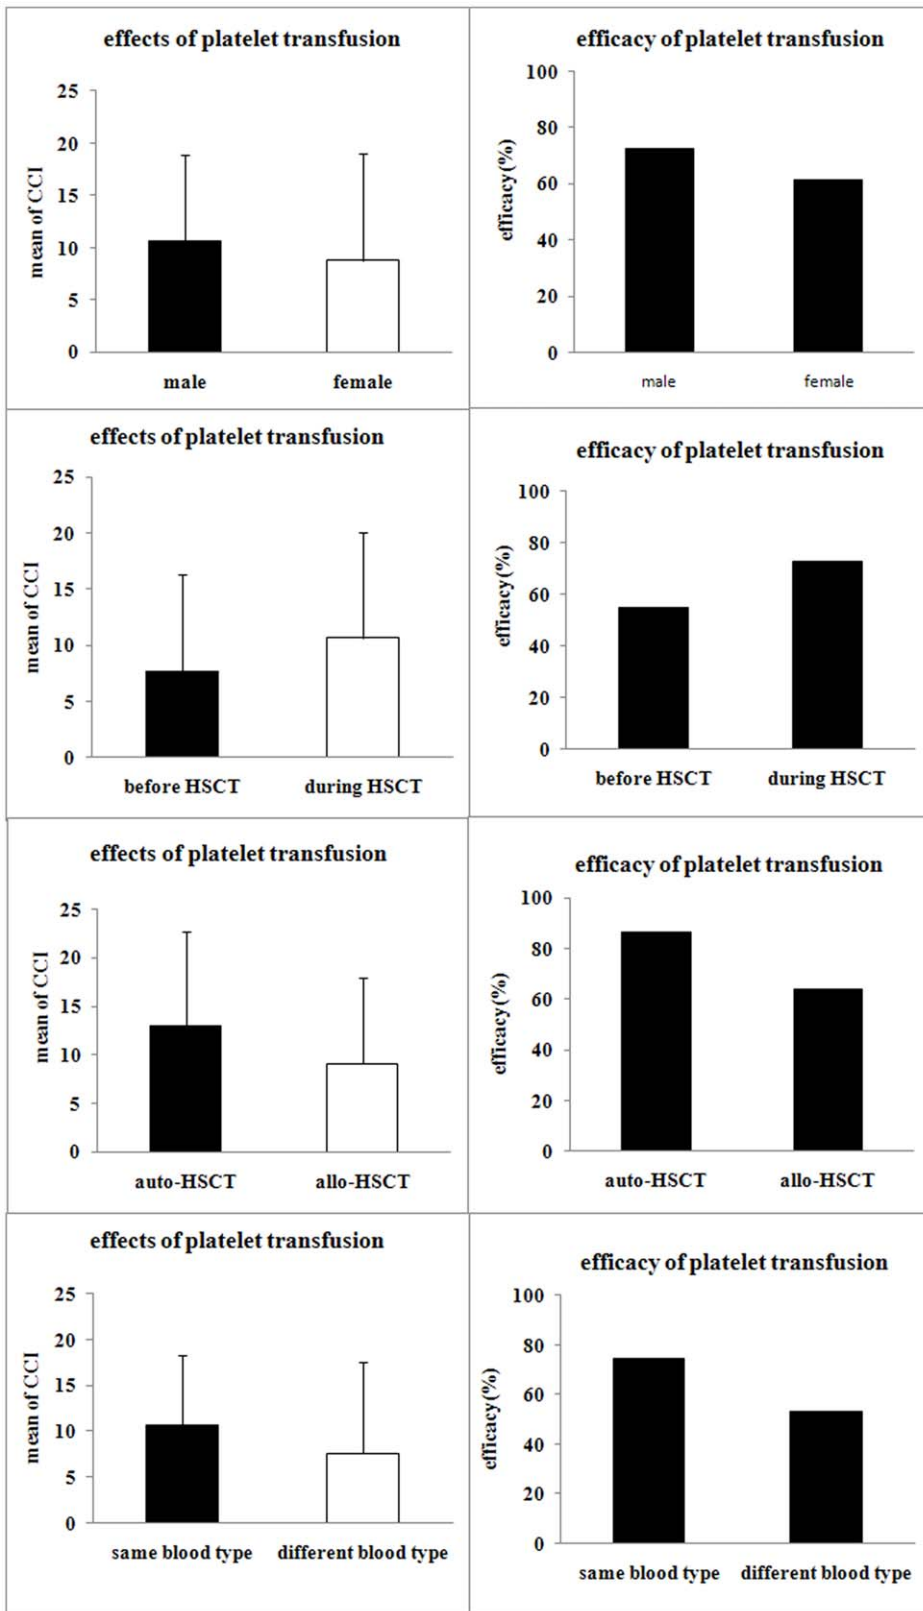 effects of platelet transfusion
mean of CCI
25
20
15
10
5
0
male female
efficacy of platelet transfusion
efficacy(%)
100
80
60
40
20
0
male female
effects of platelet transfusion
mean of CCI
25
20
15
10
5
0
before HSCT during HSCT
efficacy of platelet transfusion
efficacy(%)
100
80
60
40
20
0
before HSCT during HSCT
effects of platelet transfusion
mean of CCI
25
20
15
10
5
0
auto-HSCT allo-HSCT
efficacy of platelet transfusion
efficacy(%)
100
80
60
40
20
0
auto-HSCT allo-HSCT
effects of platelet transfusion
mean of CCI
25
20
15
10
5
0
same blood type different blood type
efficacy of platelet transfusion
efficacy(%)
100
80
60
40
20
0
same blood type different blood type